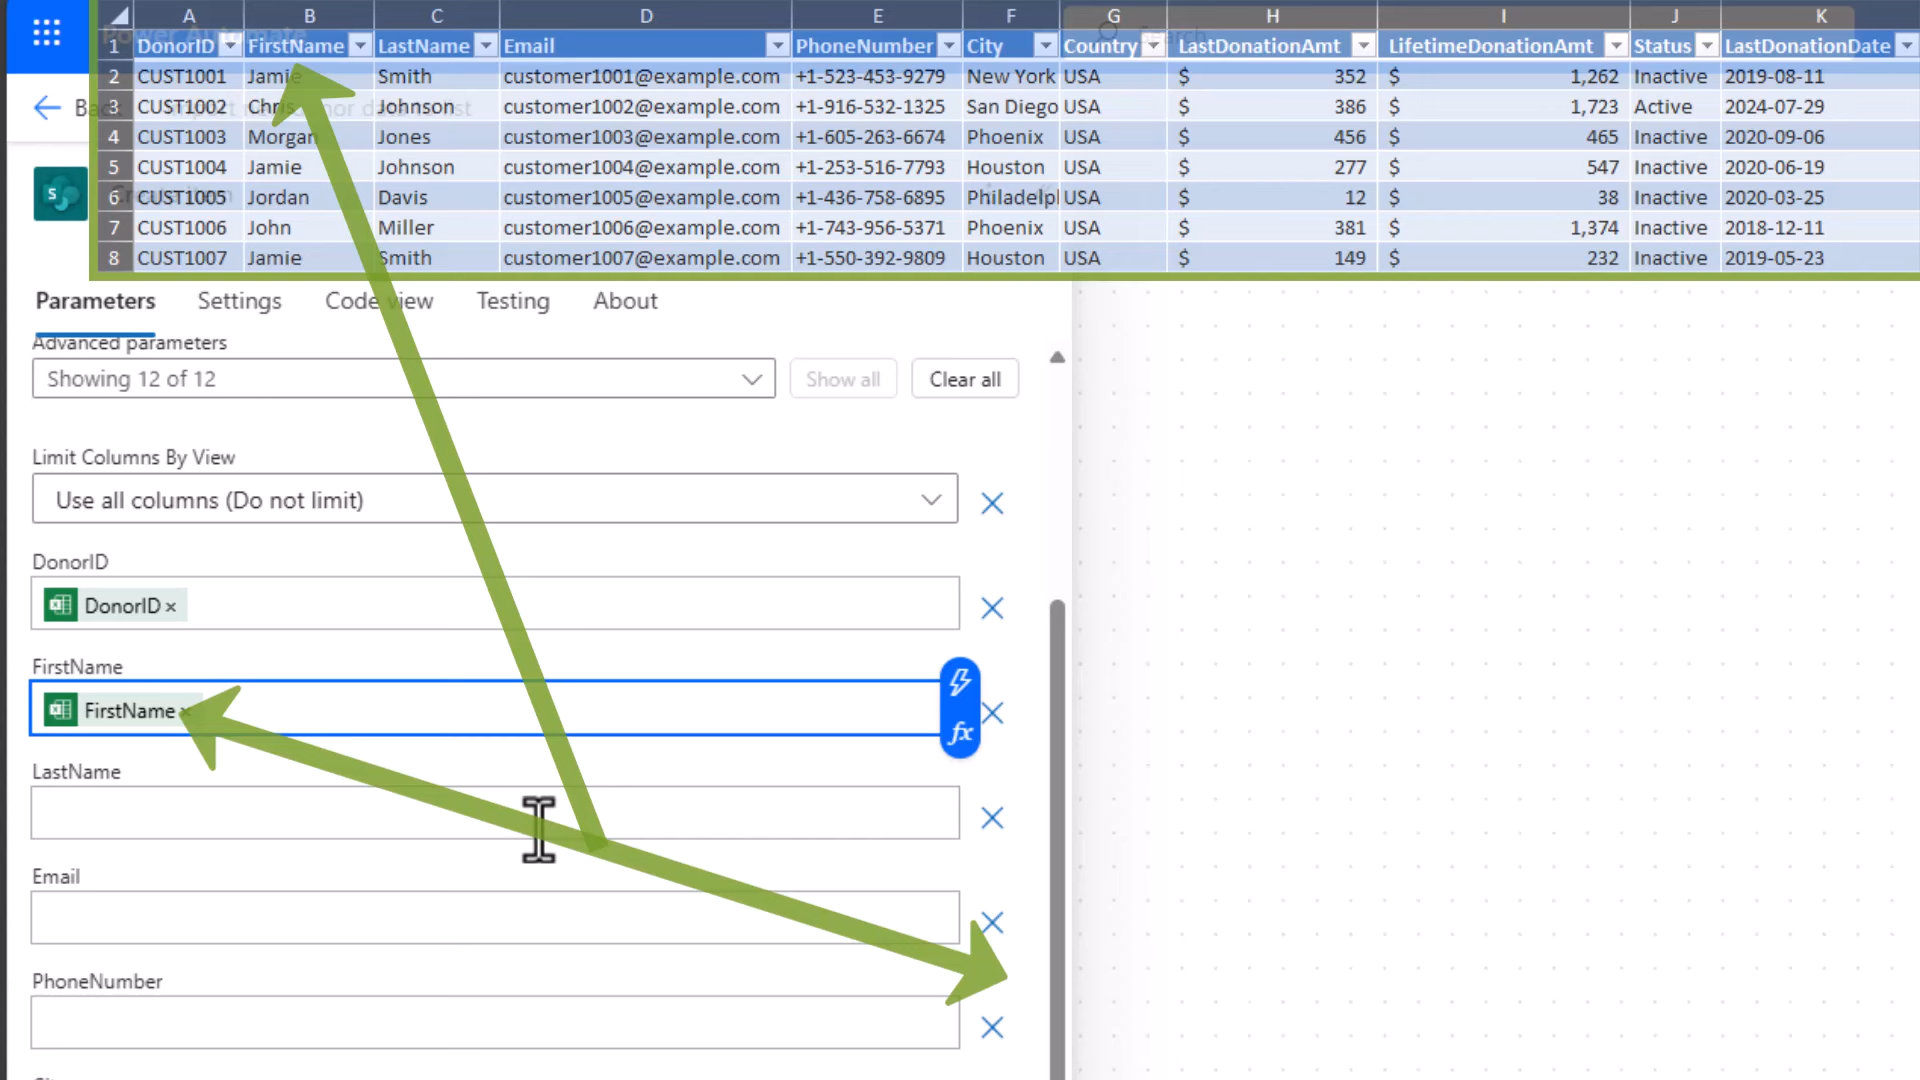 A B C D E F G H I J K
1 DonorID FirstName LastName Email PhoneNumber City Country LastDonationAmt LifetimeDonationAmt Status LastDonationDate
2 CUST1001 Jamie Smith customer1001@example.com +1-523-453-9279 New York USA $ 352 $ 1,262 Inactive 2019-08-11
3 CUST1002 Chris Johnson customer1002@example.com +1-916-532-1325 San Diego USA $ 386 $ 1,723 Active 2024-07-29
4 CUST1003 Morgan Jones customer1003@example.com +1-605-263-6674 Phoenix USA $ 456 $ 465 Inactive 2020-09-06
5 CUST1004 Jamie Johnson customer1004@example.com +1-253-516-7793 Houston USA $ 277 $ 547 Inactive 2020-06-19
6 CUST1005 Jordan Davis customer1005@example.com +1-436-758-6895 Philadelpl USA $ 12 $ 38 Inactive 2020-03-25
7 CUST1006 John Miller customer1006@example.com +1-743-956-5371 Phoenix USA $ 381 $ 1,374 Inactive 2018-12-11
8 CUST1007 Jamie Smith customer1007@example.com +1-550-392-9809 Houston USA $ 149 $ 232 Inactive 2019-05-23
Power Automate
Search
Back
Parameters Settings Code view Testing About
Advanced parameters
Showing 12 of 12 Show all Clear all
Limit Columns By View
Use all columns (Do not limit)
DonorID
DonorID
FirstName
FirstName
fx
LastName
Email
PhoneNumber